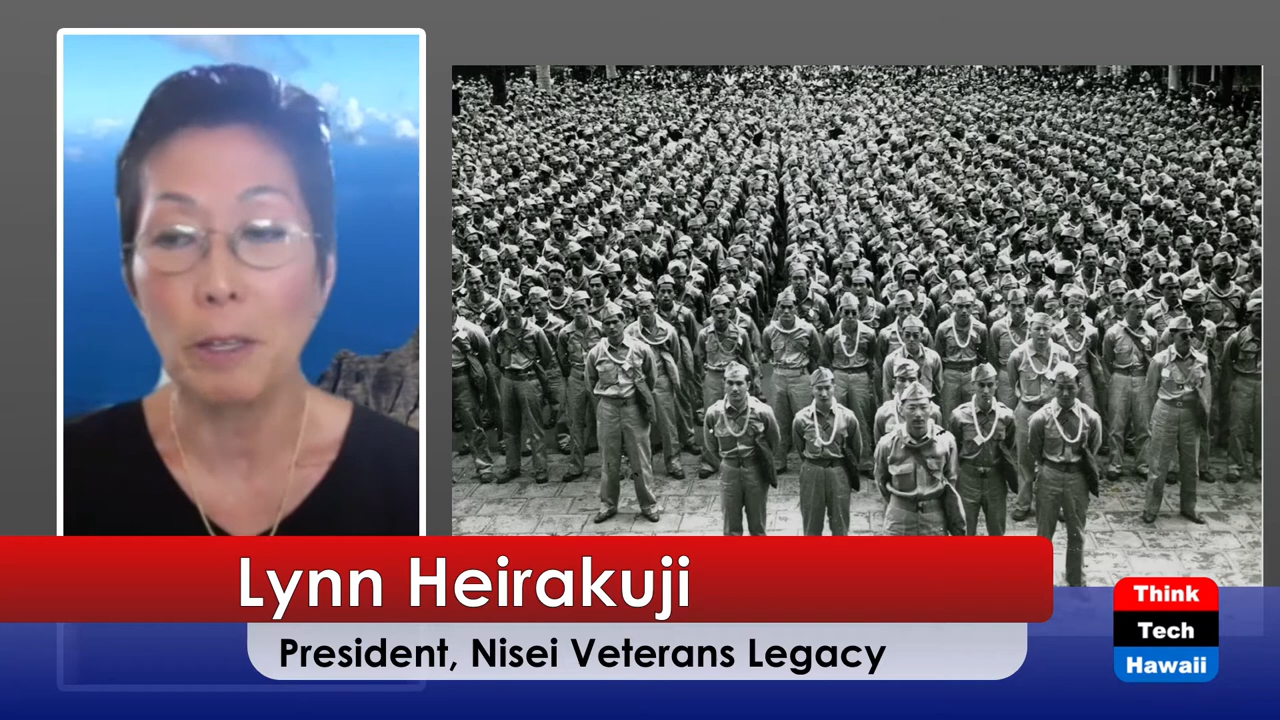 Lynn Heirakuji
President, Nisei Veterans Legacy
Think
Tech
Hawaii